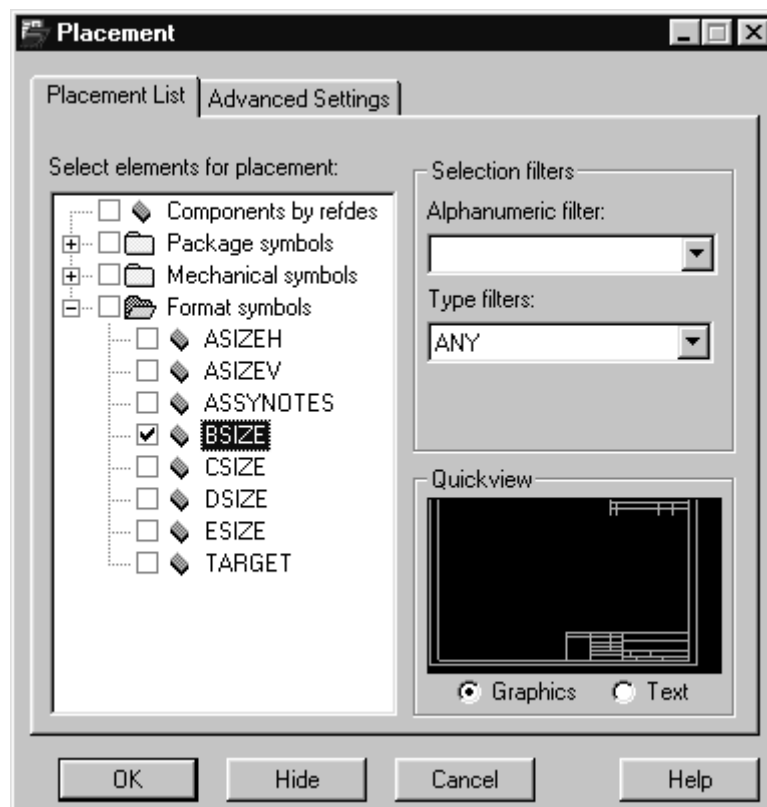 Placement
Placement List
Advanced Settings
Select elements for placement:
Components by refdes
Package symbols
Mechanical symbols
Format symbols
ASIZEH
ASIZEV
ASSYNOTES
BSIZE
CSIZE
DSIZE
ESIZE
TARGET
Selection filters
Alphanumeric filter:
Type filters:
ANY
Quickview
Graphics
Text
OK
Hide
Cancel
Help